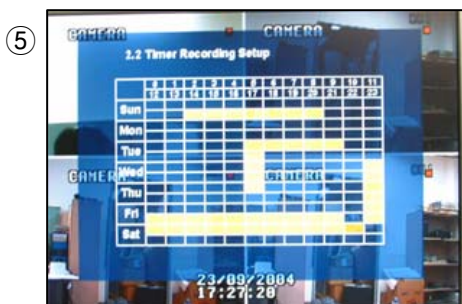 ⑤
CAMERA CAMERA
2.2 Timer Recording Setup
0 1 2 3 4 5 6 7 8 9 10 11
12 13 14 15 16 17 18 19 20 21 22 23
Sun
Mon
Tue
Wed
Thu
Fri
Sat
CAMERA CAMERA
23/09/2004
17:27:20